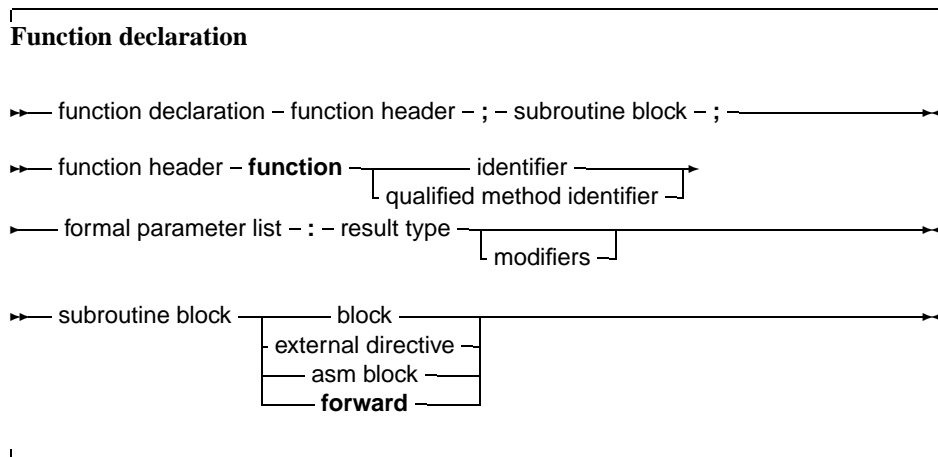 Function declaration
function declaration function header ; subroutine block ;
function header function identifier
qualified method identifier
formal parameter list : result type
modifiers
subroutine block block
external directive
asm block
forward